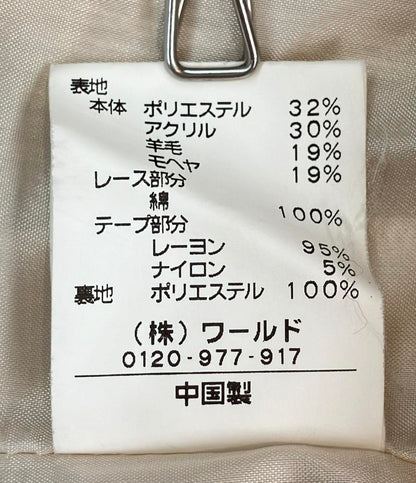 表地
本体 ポリエステル 32%
アクリル 30%
羊毛 19%
モヘヤ 19%
レース部分
綿 100%
テープ部分
レーヨン 95%
ナイロン 5%
裏地 ポリエステル 100%
(株)ワールド
0120-977-917
中国製